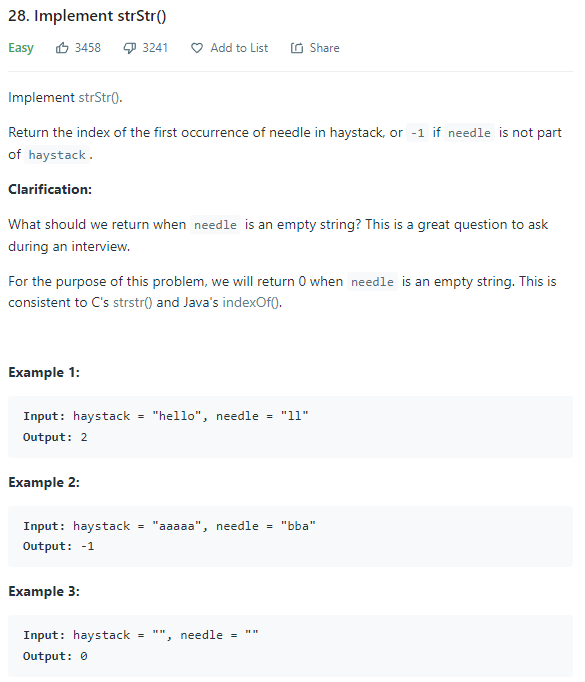 28. Implement strStr()
Easy 3458 3241 Add to List Share
Implement strStr().
Return the index of the first occurrence of needle in haystack, or -1 if needle is not part
of haystack.
Clarification:
What should we return when needle is an empty string? This is a great question to ask
during an interview.
For the purpose of this problem, we will return 0 when needle is an empty string. This is
consistent to C's strstr() and Java's indexOf().
Example 1:
Input: haystack = "hello", needle = "ll"
Output: 2
Example 2:
Input: haystack = "aaaaa", needle = "bba"
Output: -1
Example 3:
Input: haystack = "", needle = ""
Output: 0